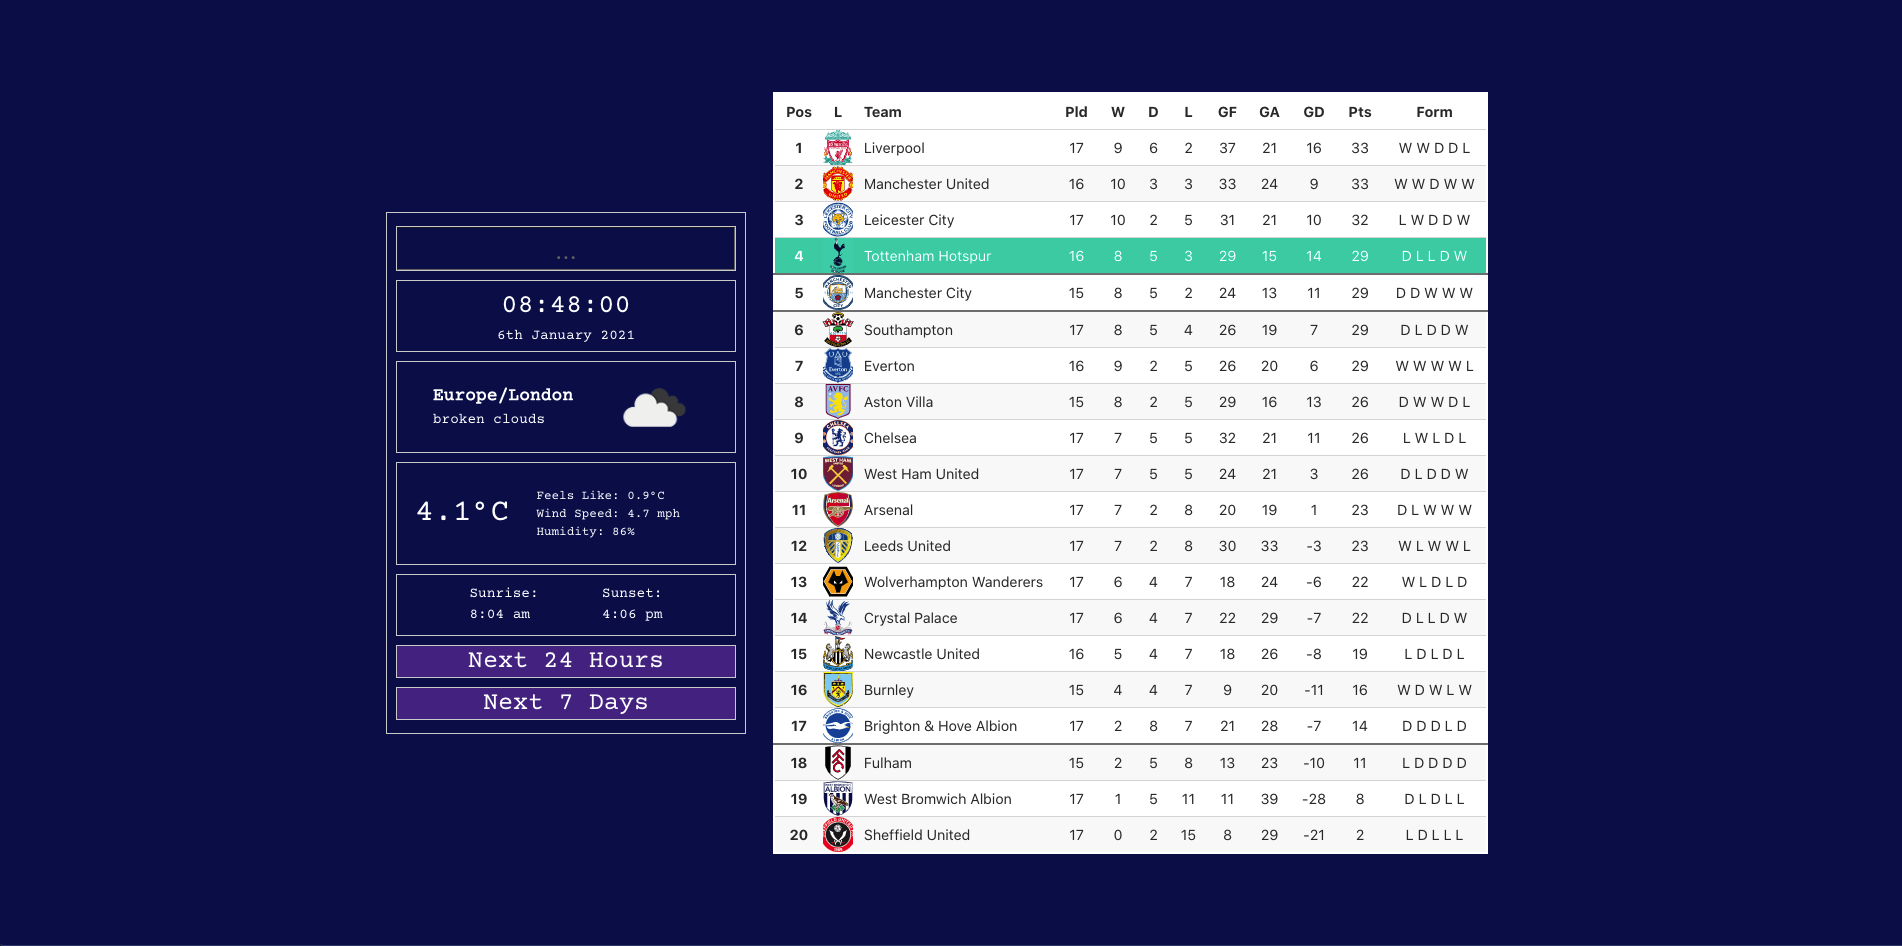 ...
08:48:00
6th January 2021
Europe/London
broken clouds
4.1°C
Feels Like: 0.9°C
Wind Speed: 4.7 mph
Humidity: 86%
Sunrise: Sunset:
8:04 am 4:06 pm
Next 24 Hours
Next 7 Days
Pos L Team Pld W D L GF GA GD Pts Form
1 Liverpool 17 9 6 2 37 21 16 33 W W D D L
2 Manchester United 16 10 3 3 33 24 9 33 W W D W W
3 Leicester City 17 10 2 5 31 21 10 32 L W D D W
4 Tottenham Hotspur 16 8 5 3 29 15 14 29 D L L D W
5 Manchester City 15 8 5 2 24 13 11 29 D D W W W
6 Southampton 17 8 5 4 26 19 7 29 D L D D W
7 Everton 16 9 2 5 26 20 6 29 W W W W L
8 Aston Villa 15 8 2 5 29 16 13 26 D W W D L
9 Chelsea 17 7 5 5 32 21 11 26 L W L D L
10 West Ham United 17 7 5 5 24 21 3 26 D L D D W
11 Arsenal 17 7 2 8 20 19 1 23 D L W W W
12 Leeds United 17 7 2 8 30 33 -3 23 W L W W L
13 Wolverhampton Wanderers 17 6 4 7 18 24 -6 22 W L D L D
14 Crystal Palace 17 6 4 7 22 29 -7 22 D L L D W
15 Newcastle United 16 5 4 7 18 26 -8 19 L D L D L
16 Burnley 15 4 4 7 9 20 -11 16 W D W L W
17 Brighton & Hove Albion 17 2 8 7 21 28 -7 14 D D D L D
18 Fulham 15 2 5 8 13 23 -10 11 L D D D D
19 West Bromwich Albion 17 1 5 11 11 39 -28 8 D L D L L
20 Sheffield United 17 0 2 15 8 29 -21 2 L D L L L